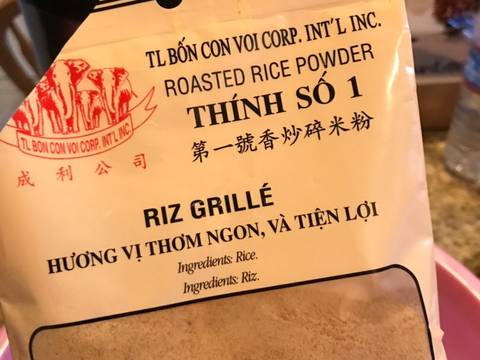 TL BỐN CON VOI CORP. INT'L INC.
ROASTED RICE POWDER
THÍNH SỐ 1
第一號香炒碎米粉
TL BỐN CON VOI CORP. INT'L INC
成利公司
RIZ GRILLÉ
HƯƠNG VỊ THƠM NGON, VÀ TIỆN LỢI
Ingredients: Rice.
Ingredients: Riz.